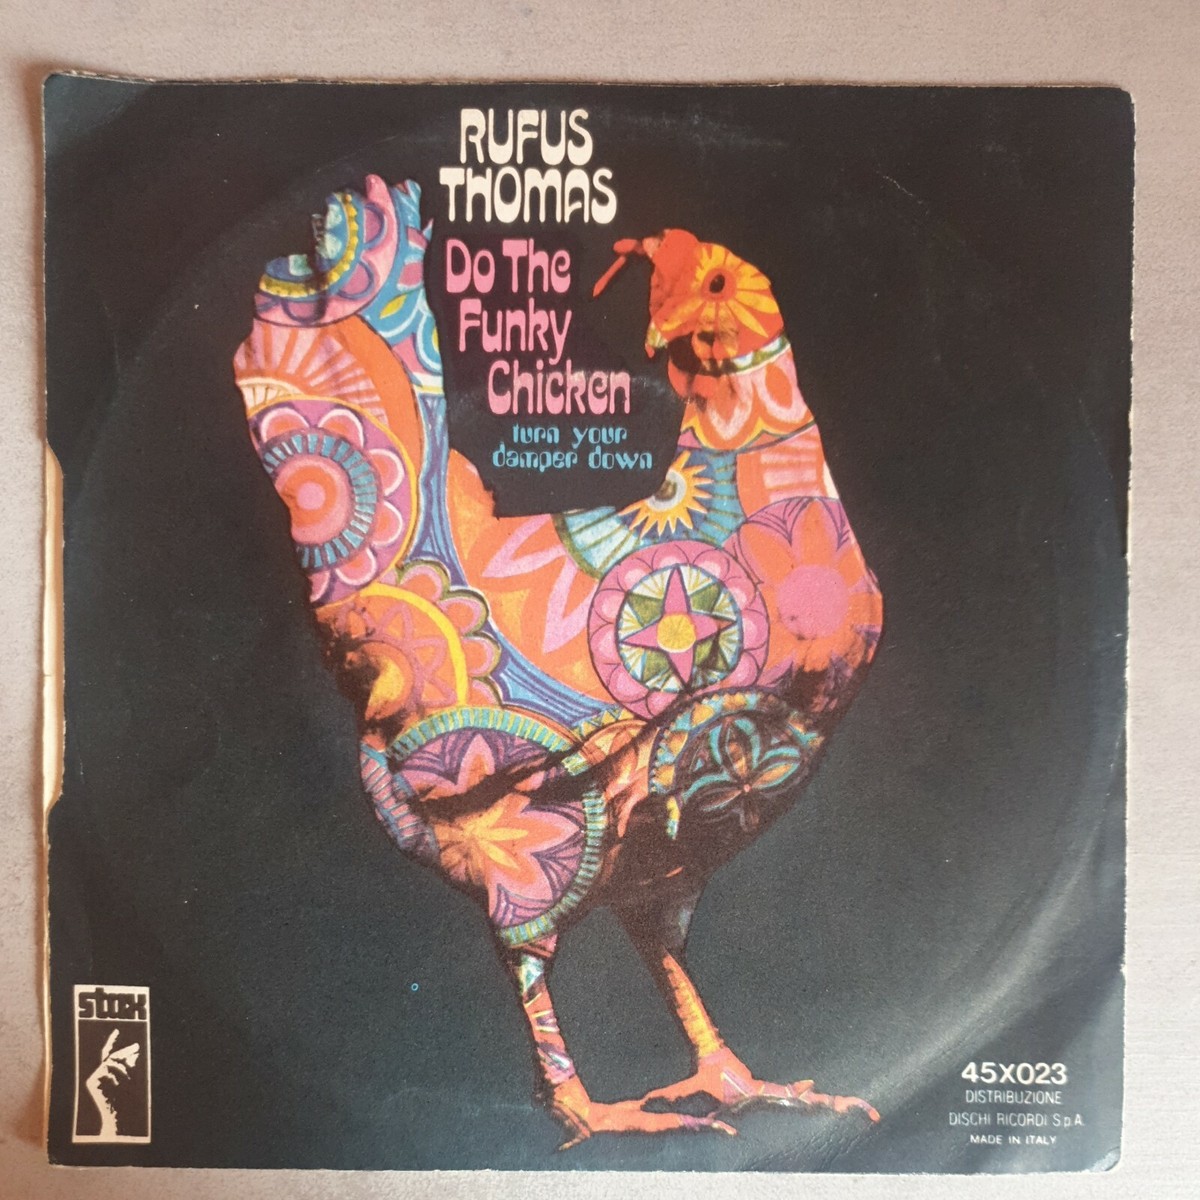 RUFUS
THOMAS
Do The
Funky
Chicken
turn your
damper down
stax
45X023
DISTRIBUZIONE
DISCHI RICORDI S.p.A.
MADE IN ITALY